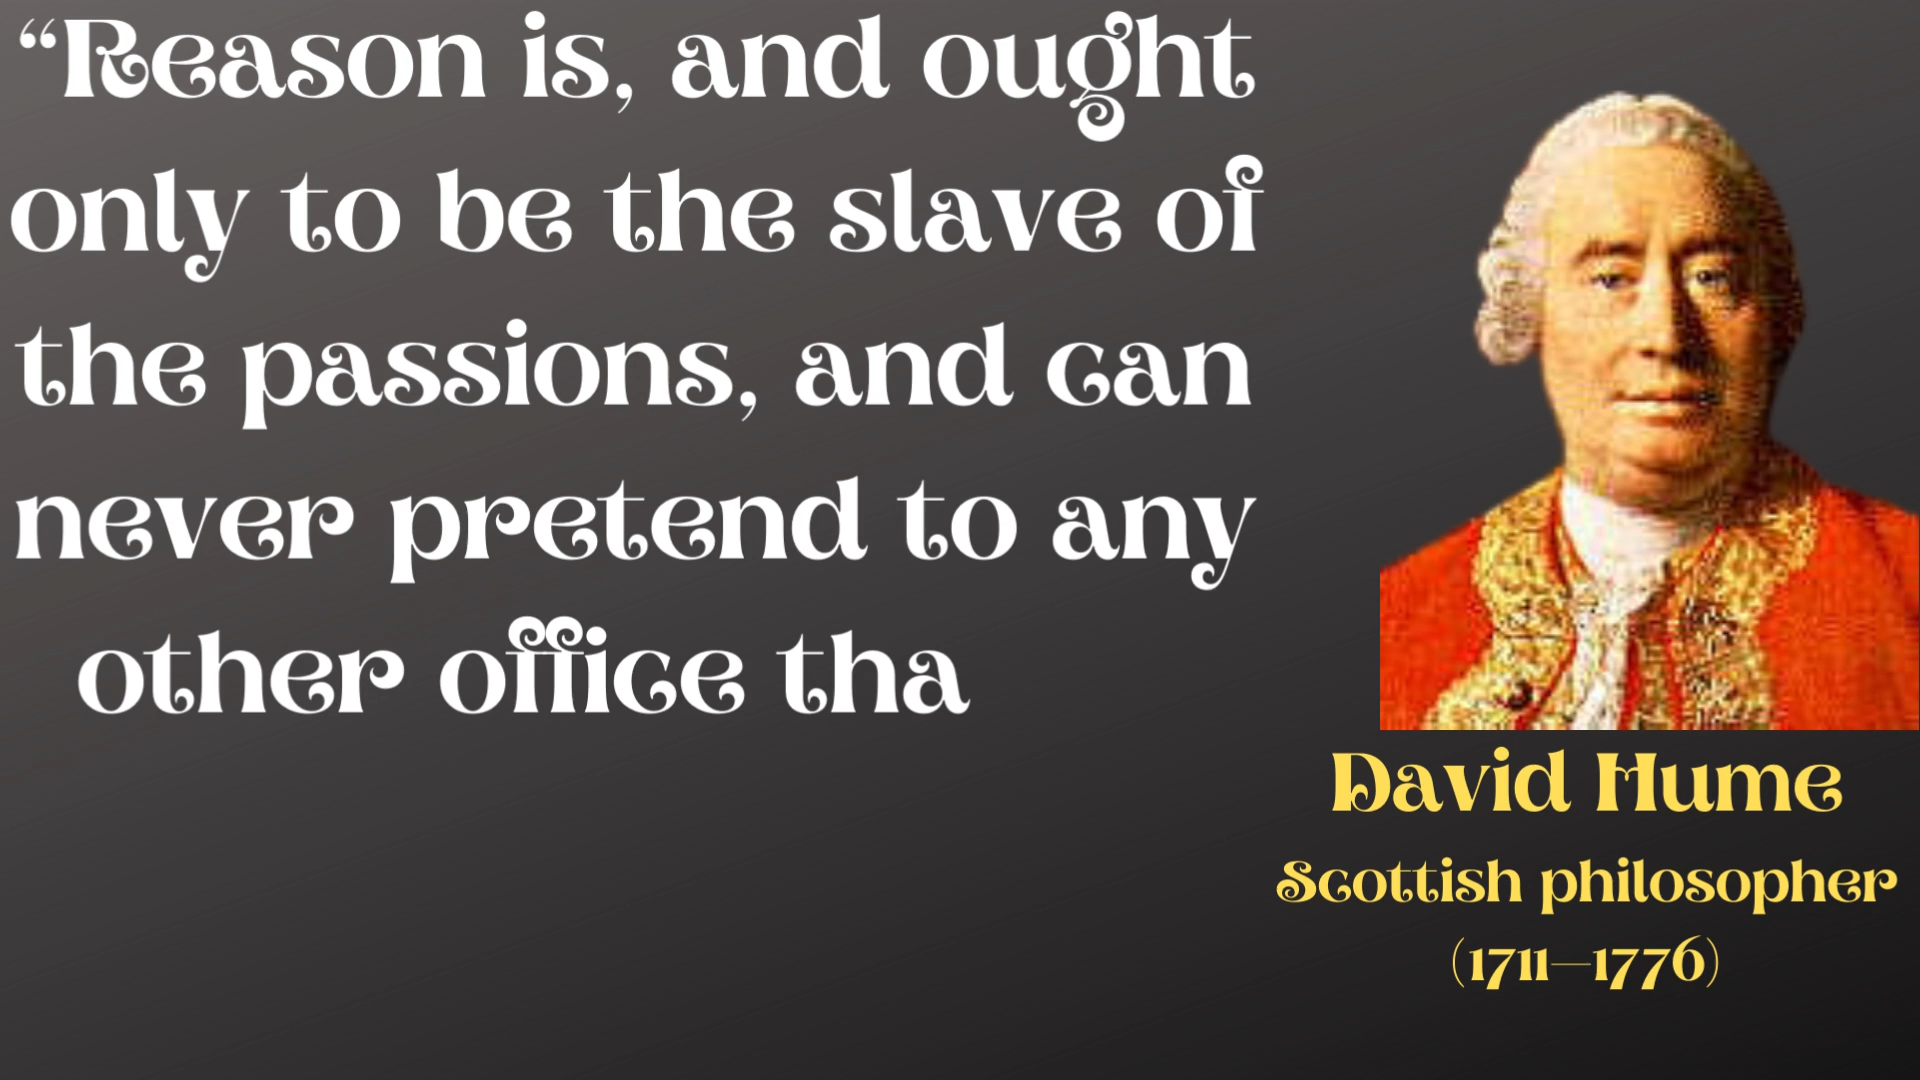 “Reason is, and ought
only to be the slave of
the passions, and can
never pretend to any
other office tha
David Hume
Scottish philosopher
(1711—1776)